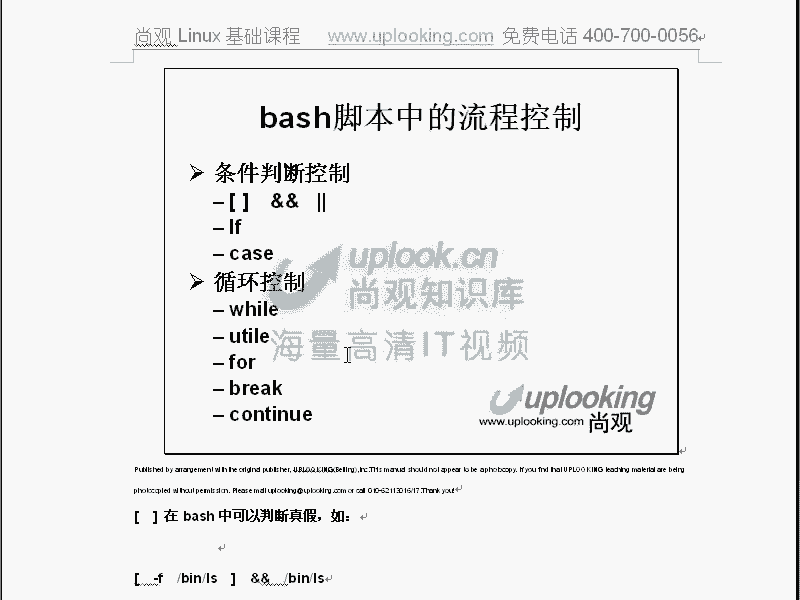 尚观 Linux 基础课程 www.uplooking.com 免费电话 400-700-0056
bash脚本中的流程控制
条件判断控制
– [ ] && ||
– If
– case
循环控制
– while
– utile
– for
– break
– continue
uplook.cn
尚观知识库
海量高清IT视频
uplooking
www.uplooking.com 尚观
Published by arrangement with the original publisher, UPLOOKING(Beijing),Inc.This manual should not appear to be a photocopy. If you find that UPLOOKING teaching material are being
photocopied without permission. Please mail uplooking@uplooking.com or call 010-62113016/17.Thank you!
[ ] 在 bash 中可以判断真假，如：
[ -f /bin/ls ] && /bin/ls